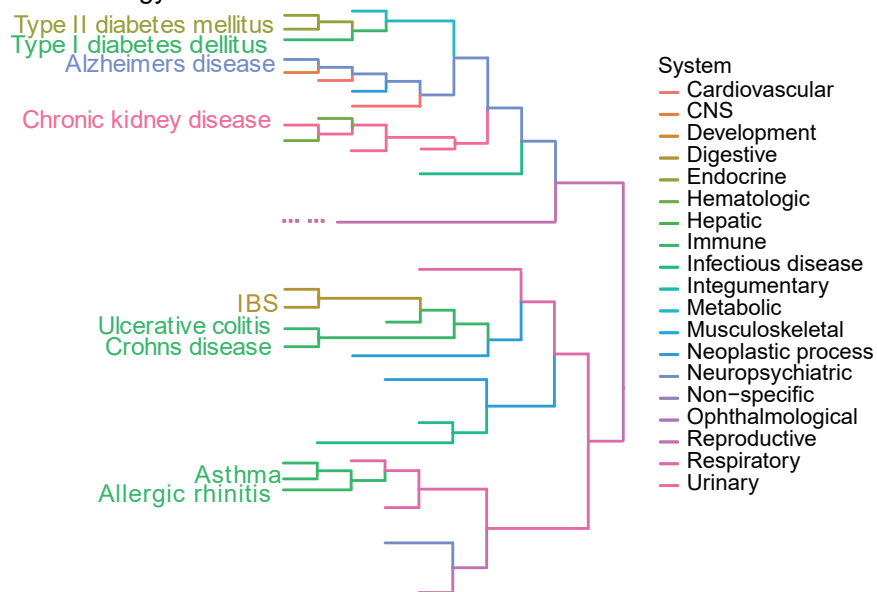 Type II diabetes mellitus
Type I diabetes dellitus
Alzheimers disease
Chronic kidney disease
IBS
Ulcerative colitis
Crohns disease
Asthma
Allergic rhinitis
System
Cardiovascular
CNS
Development
Digestive
Endocrine
Hematologic
Hepatic
Immune
Infectious disease
Integumentary
Metabolic
Musculoskeletal
Neoplastic process
Neuropsychiatric
Non−specific
Ophthalmological
Reproductive
Respiratory
Urinary